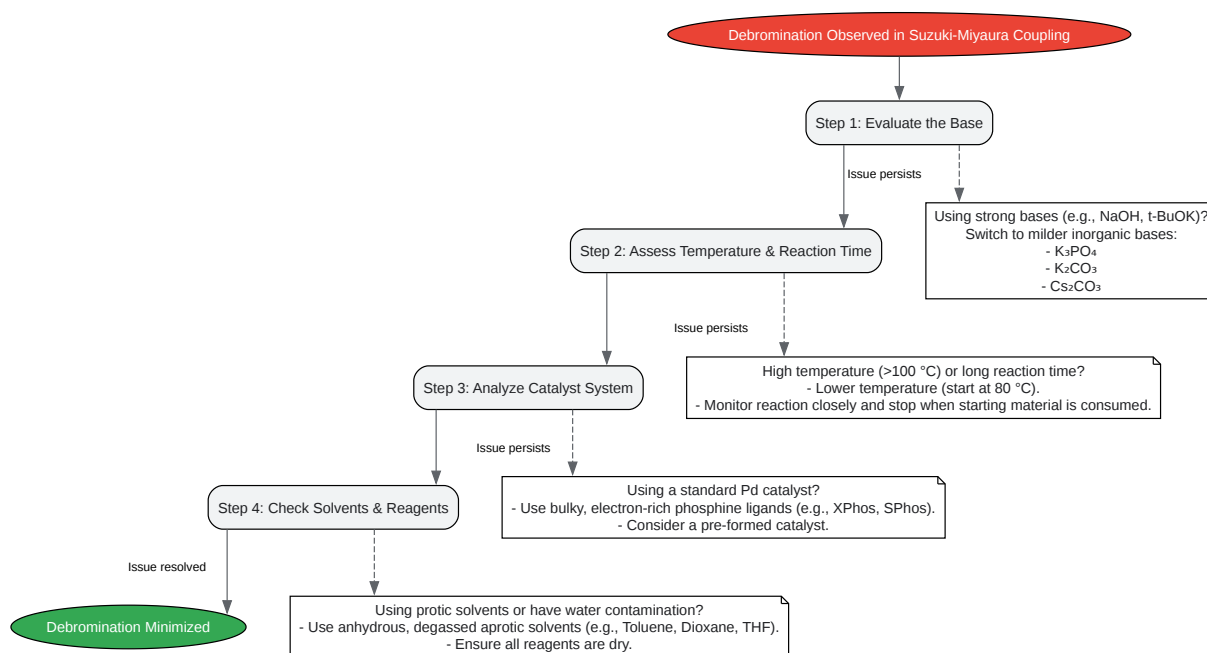 Debromination Observed in Suzuki-Miyaura Coupling
Step 1: Evaluate the Base
Issue persists
Using strong bases (e.g., NaOH, t-BuOK)?
Switch to milder inorganic bases:
- K₃PO₄
- K₂CO₃
- Cs₂CO₃
Step 2: Assess Temperature & Reaction Time
Issue persists
High temperature (>100 °C) or long reaction time?
- Lower temperature (start at 80 °C).
- Monitor reaction closely and stop when starting material is consumed.
Step 3: Analyze Catalyst System
Issue persists
Using a standard Pd catalyst?
- Use bulky, electron-rich phosphine ligands (e.g., XPhos, SPhos).
- Consider a pre-formed catalyst.
Step 4: Check Solvents & Reagents
Issue resolved
Using protic solvents or have water contamination?
- Use anhydrous, degassed aprotic solvents (e.g., Toluene, Dioxane, THF).
- Ensure all reagents are dry.
Debromination Minimized